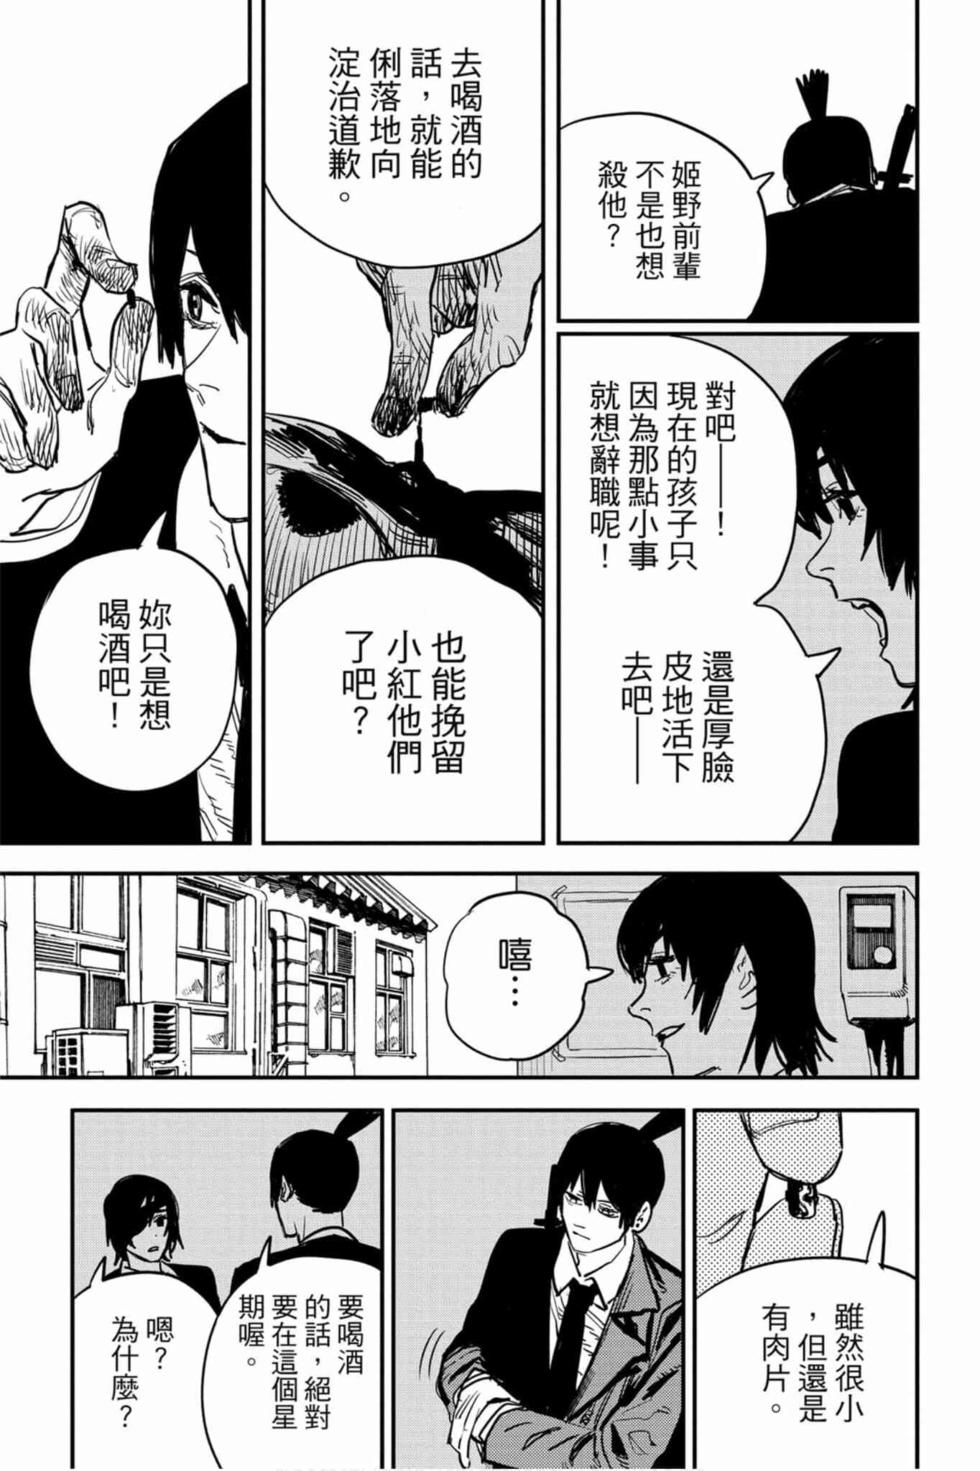 姬野前輩
不是也想
殺他？
對吧——！
現在的孩子只
因為那點小事
就想辭職呢！
還是厚臉
皮地活下
去吧——
去喝酒的
話，就能
俐落地向
淀治道歉。
也能挽留
小紅他們
了吧？
妳只是想
喝酒吧！
嘻…
雖然很小
，但還是
有肉片。
要喝酒
的話，絕對
要在這個星
期喔。
嗯？
為什麼？